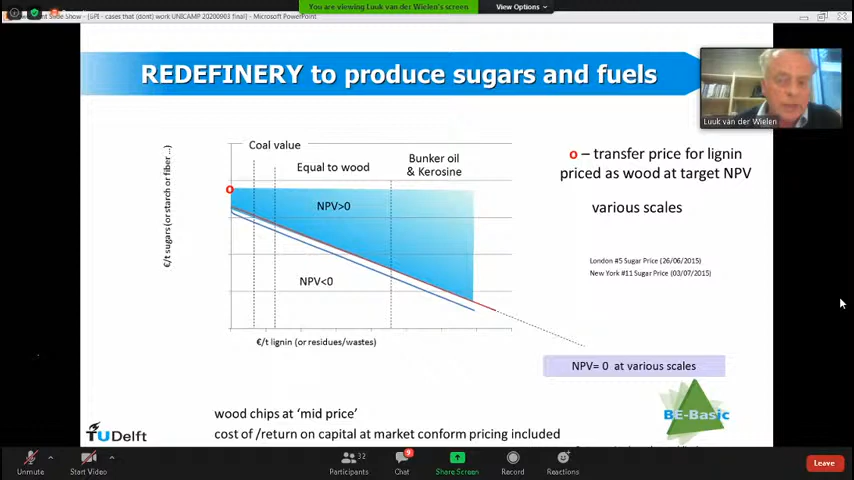 You are viewing Luuk van der Wielen's screen
View Options
PowerPoint Slide Show - [EPI - cases that (dont) work UNICAMP 20200903 final] - Microsoft PowerPoint
REDEFINERY to produce sugars and fuels
Luuk van der Wielen
Coal value
Equal to wood
Bunker oil
& Kerosine
€/t sugars(or starch or fiber ...)
NPV>0
NPV<0
€/t lignin (or residues/wastes)
o – transfer price for lignin
priced as wood at target NPV
various scales
London #5 Sugar Price (26/06/2015)
New York #11 Sugar Price (03/07/2015)
NPV= 0 at various scales
wood chips at 'mid price'
cost of /return on capital at market conform pricing included
TUDelft
BE-Basic
Unmute
Start Video
32
Participants
9
Chat
Share Screen
Record
Reactions
Leave